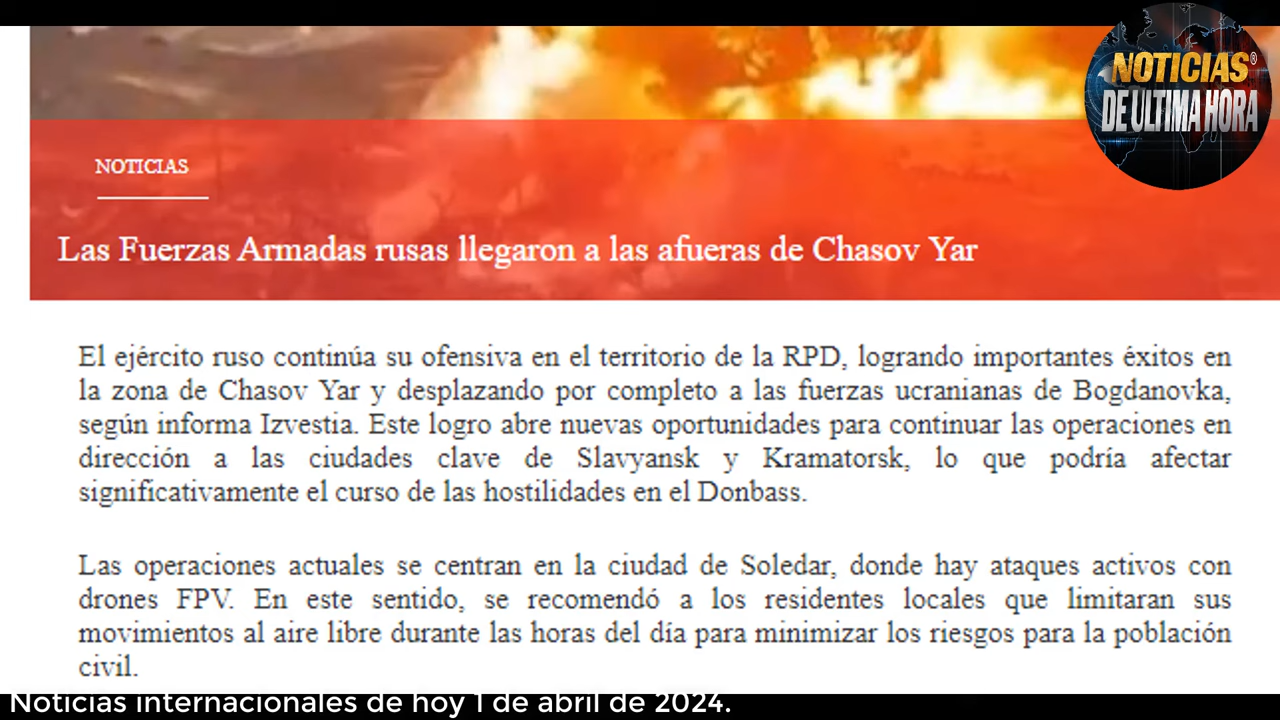 NOTICIAS®
DE ULTIMA HORA
NOTICIAS
Las Fuerzas Armadas rusas llegaron a las afueras de Chasov Yar
El ejército ruso continúa su ofensiva en el territorio de la RPD, logrando importantes éxitos en
la zona de Chasov Yar y desplazando por completo a las fuerzas ucranianas de Bogdanovka,
según informa Izvestia. Este logro abre nuevas oportunidades para continuar las operaciones en
dirección a las ciudades clave de Slavyansk y Kramatorsk, lo que podría afectar
significativamente el curso de las hostilidades en el Donbass.
Las operaciones actuales se centran en la ciudad de Soledar, donde hay ataques activos con
drones FPV. En este sentido, se recomendó a los residentes locales que limitaran sus
movimientos al aire libre durante las horas del día para minimizar los riesgos para la población
civil.
Noticias internacionales de hoy 1 de abril de 2024.